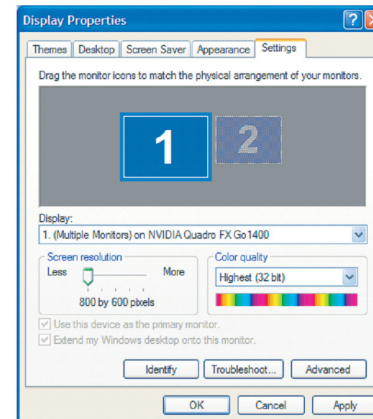 Display Properties
Themes Desktop Screen Saver Appearance Settings
Drag the monitor icons to match the physical arrangement of your monitors.
1 2
Display:
1. (Multiple Monitors) on NVIDIA Quadro FX Go1400
Screen resolution Color quality
Less More Highest (32 bit)
800 by 600 pixels
Use this device as the primary monitor.
Extend my Windows desktop onto this monitor.
Identify Troubleshoot... Advanced
OK Cancel Apply